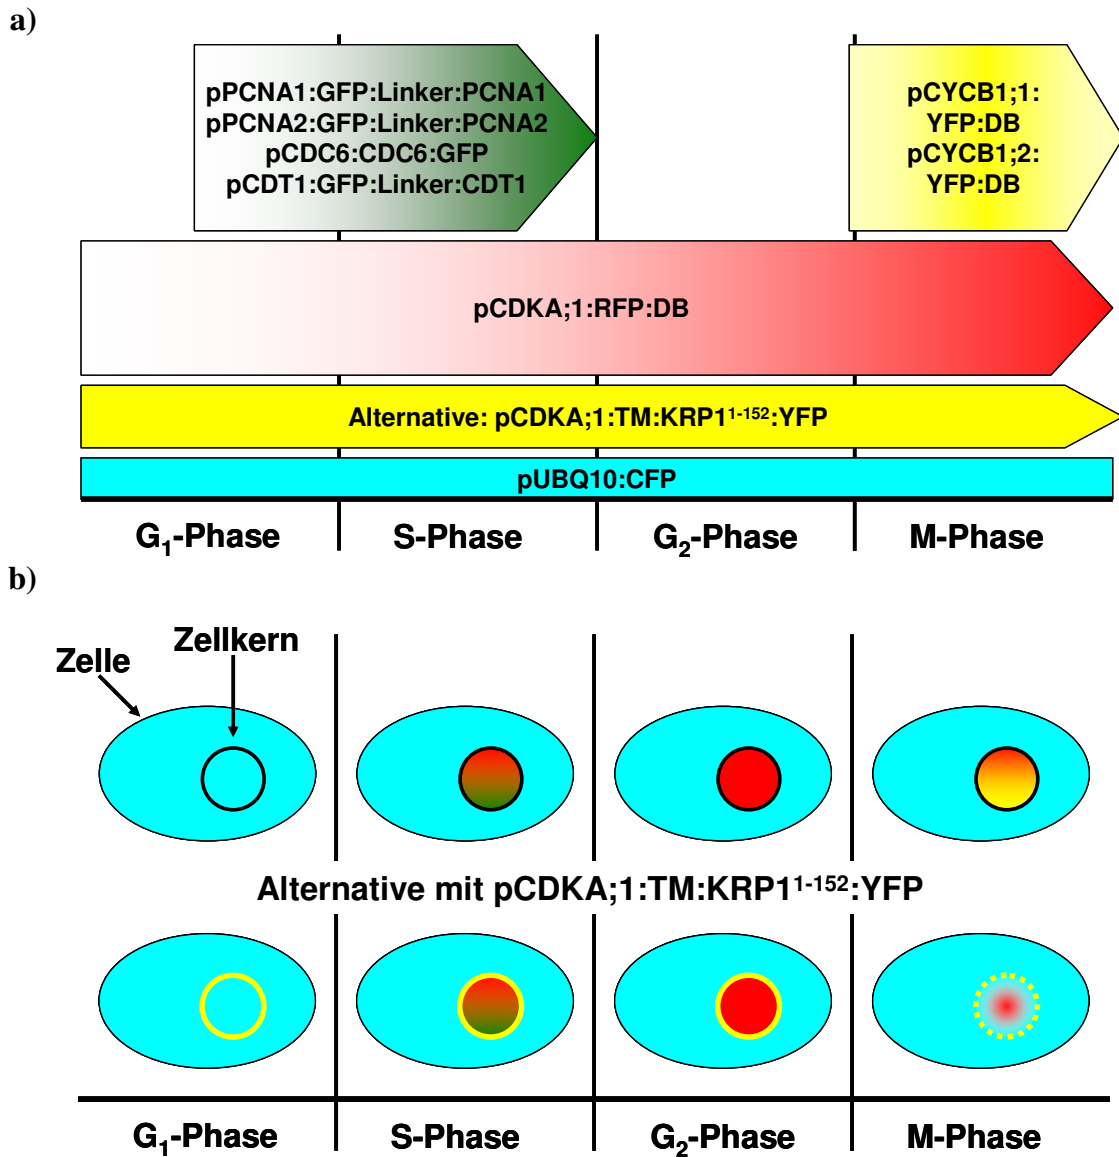 a)
pPCNA1:GFP:Linker:PCNA1
pPCNA2:GFP:Linker:PCNA2
pCDC6:CDC6:GFP
pCDT1:GFP:Linker:CDT1
pCYCB1;1:
YFP:DB
pCYCB1;2:
YFP:DB
pCDKA;1:RFP:DB
Alternative: pCDKA;1:TM:KRP1¹⁻¹⁵²:YFP
pUBQ10:CFP
G₁-Phase S-Phase G₂-Phase M-Phase
b)
Zellkern
Zelle
Alternative mit pCDKA;1:TM:KRP1¹⁻¹⁵²:YFP
G₁-Phase S-Phase G₂-Phase M-Phase